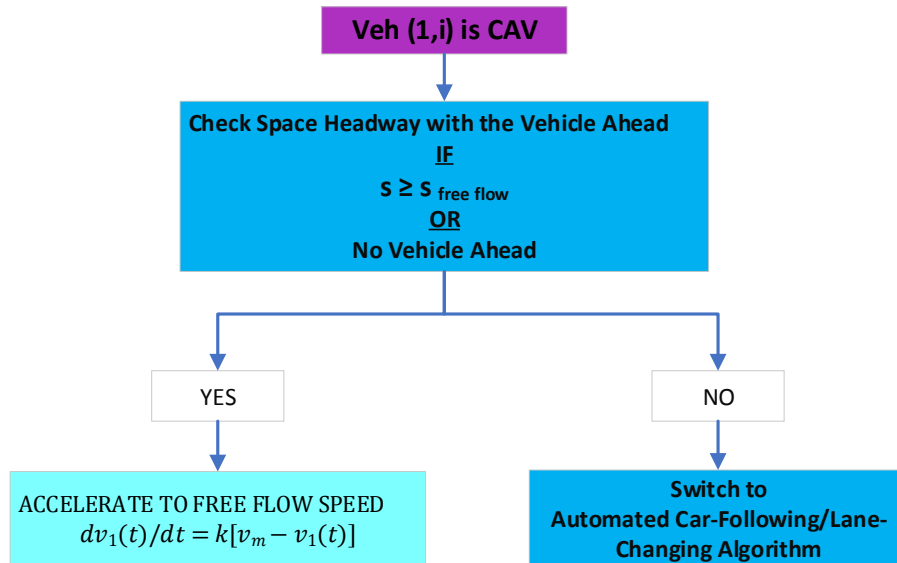 Veh (1,i) is CAV
Check Space Headway with the Vehicle Ahead
IF
s ≥ s free flow
OR
No Vehicle Ahead
YES
NO
ACCELERATE TO FREE FLOW SPEED
dv₁(t)/dt = k[vₘ − v₁(t)]
Switch to
Automated Car-Following/Lane-
Changing Algorithm